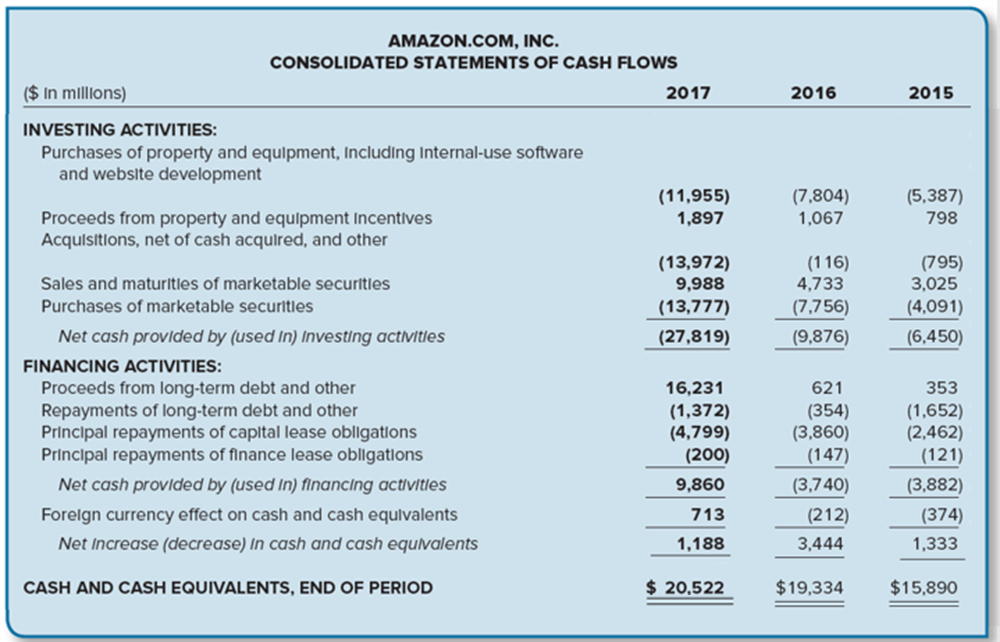 AMAZON.COM, INC.
CONSOLIDATED STATEMENTS OF CASH FLOWS
($ in millions) 2017 2016 2015
INVESTING ACTIVITIES:
Purchases of property and equipment, including internal-use software
and website development
(11,955) (7,804) (5,387)
Proceeds from property and equipment incentives 1,897 1,067 798
Acquisitions, net of cash acquired, and other
(13,972) (116) (795)
Sales and maturities of marketable securities 9,988 4,733 3,025
Purchases of marketable securities (13,777) (7,756) (4,091)
Net cash provided by (used in) investing activities (27,819) (9,876) (6,450)
FINANCING ACTIVITIES:
Proceeds from long-term debt and other 16,231 621 353
Repayments of long-term debt and other (1,372) (354) (1,652)
Principal repayments of capital lease obligations (4,799) (3,860) (2,462)
Principal repayments of finance lease obligations (200) (147) (121)
Net cash provided by (used in) financing activities 9,860 (3,740) (3,882)
Foreign currency effect on cash and cash equivalents 713 (212) (374)
Net increase (decrease) in cash and cash equivalents 1,188 3,444 1,333
CASH AND CASH EQUIVALENTS, END OF PERIOD $ 20,522 $19,334 $15,890